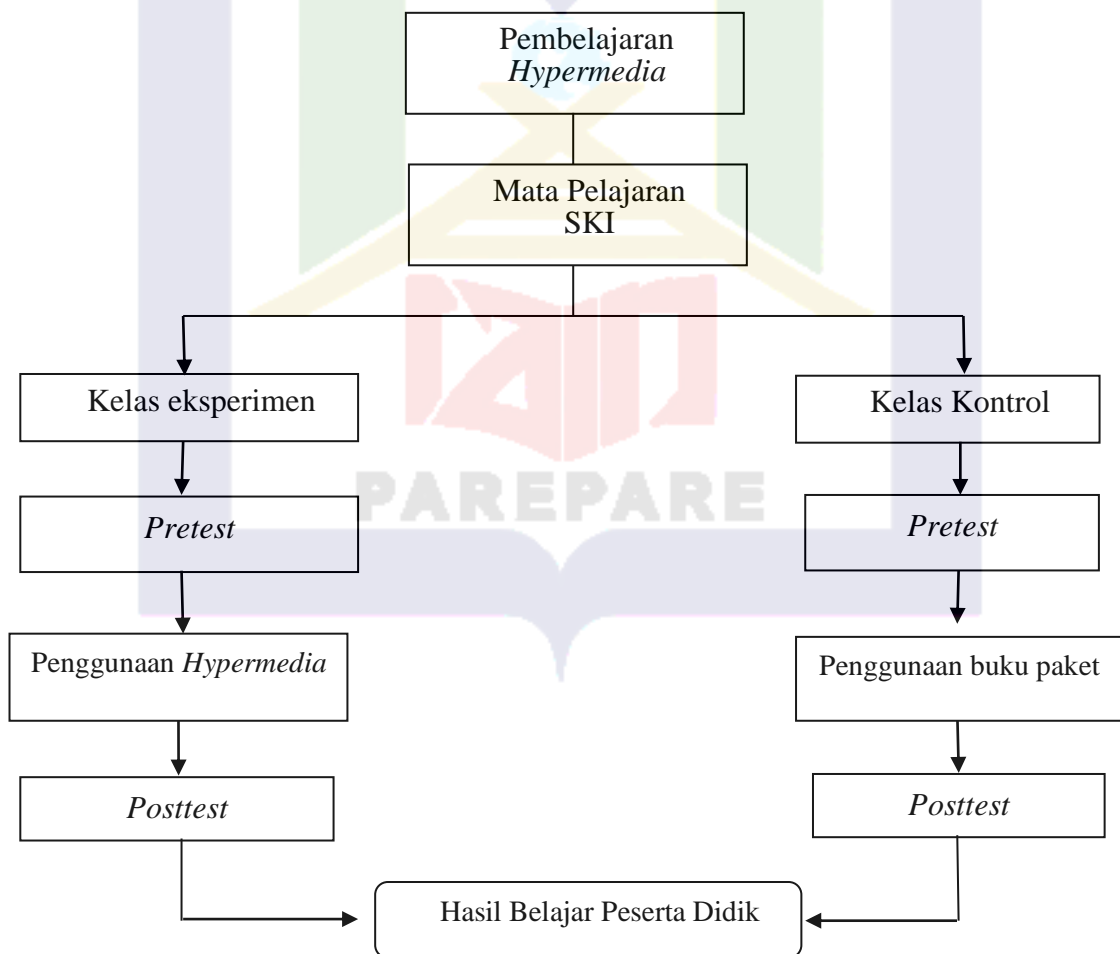 Pembelajaran
Hypermedia
Mata Pelajaran
SKI
Kelas eksperimen
Kelas Kontrol
PAREPARE
Pretest
Pretest
Penggunaan Hypermedia
Penggunaan buku paket
Posttest
Posttest
Hasil Belajar Peserta Didik